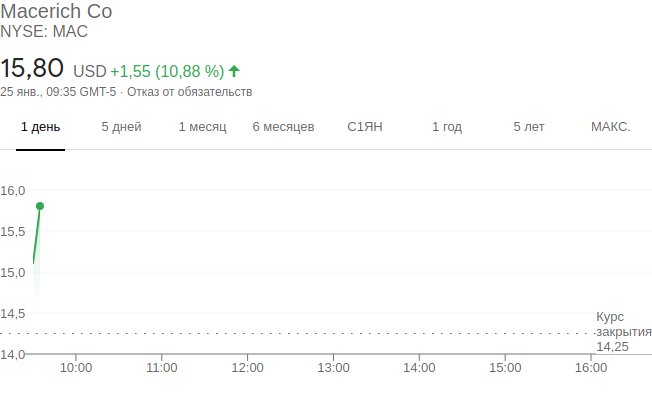 Macerich Co
NYSE: MAC
15,80 USD +1,55 (10,88 %)
25 янв., 09:35 GMT-5 · Отказ от обязательств
1 день 5 дней 1 месяц 6 месяцев С1ЯН 1 год 5 лет МАКС.
16,0
15,5
15,0
14,5
Курс
закрытия
14,25
14,0
10:00 11:00 12:00 13:00 14:00 15:00 16:00